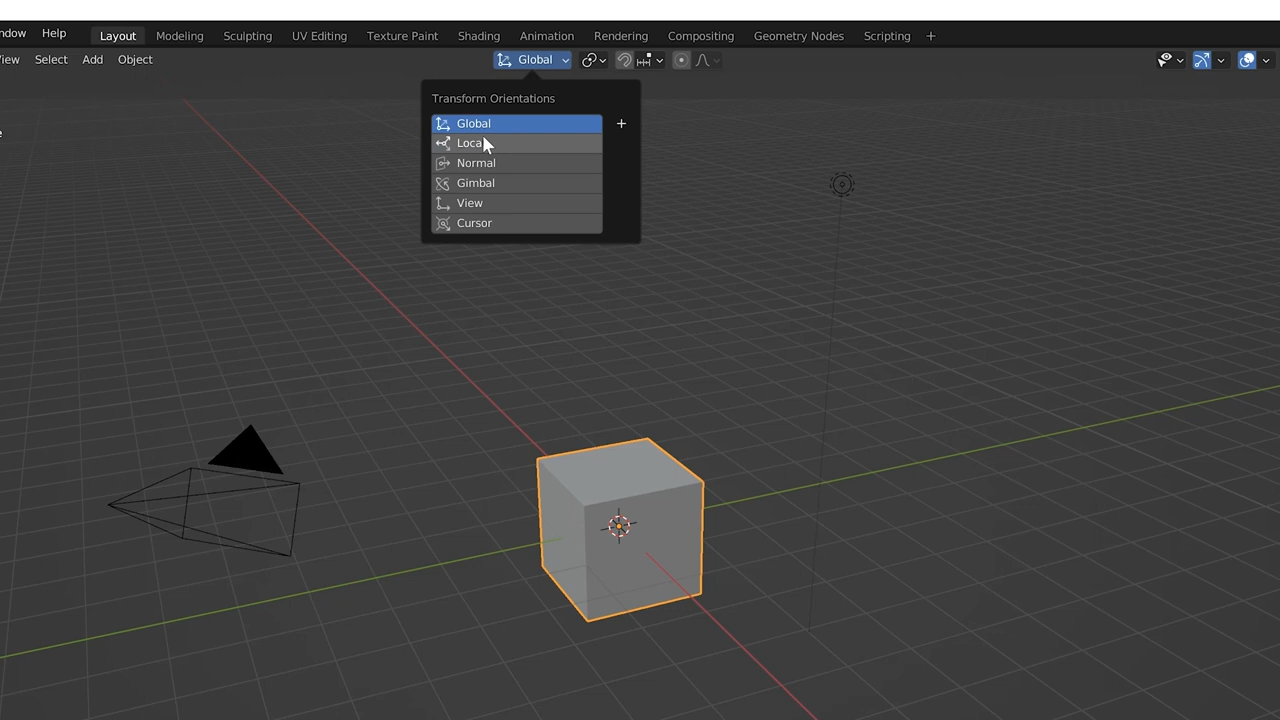 ndow Help Layout Modeling Sculpting UV Editing Texture Paint Shading Animation Rendering Compositing Geometry Nodes Scripting +
iew Select Add Object Global
Transform Orientations
Global +
Loca
Normal
Gimbal
View
Cursor